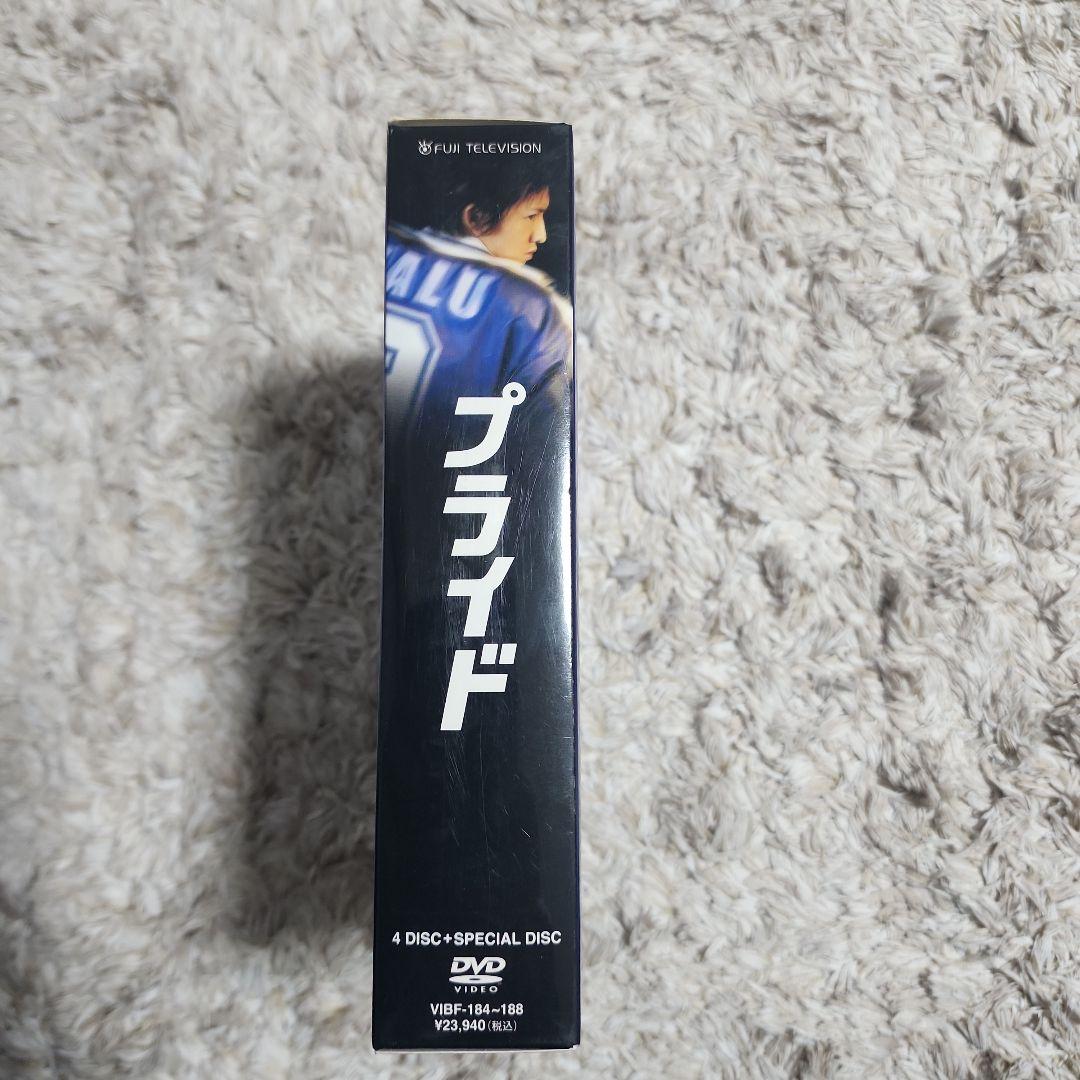 FUJI TELEVISION
ALU
プライド
4 DISC+SPECIAL DISC
DVD
VIDEO
VIBF-184~188
¥23,940(税込)